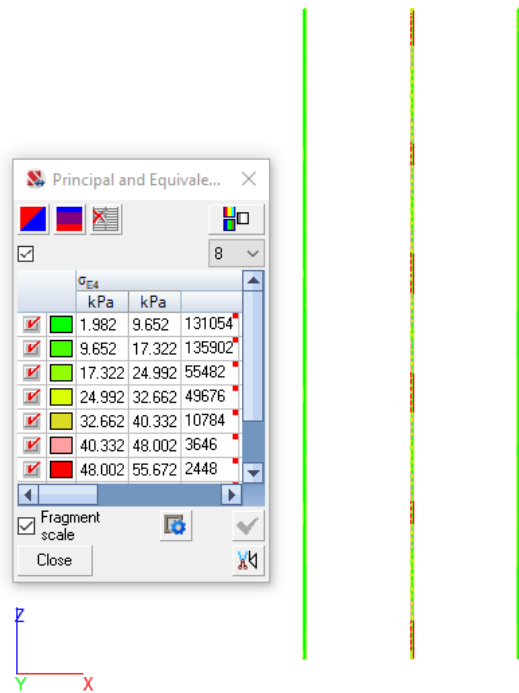 Principal and Equivale...
8
σE4
kPa kPa
1.982 9.652 131054
9.652 17.322 135902
17.322 24.992 55482
24.992 32.662 49676
32.662 40.332 10784
40.332 48.002 3646
48.002 55.672 2448
Fragment
scale
Close
Z
Y X